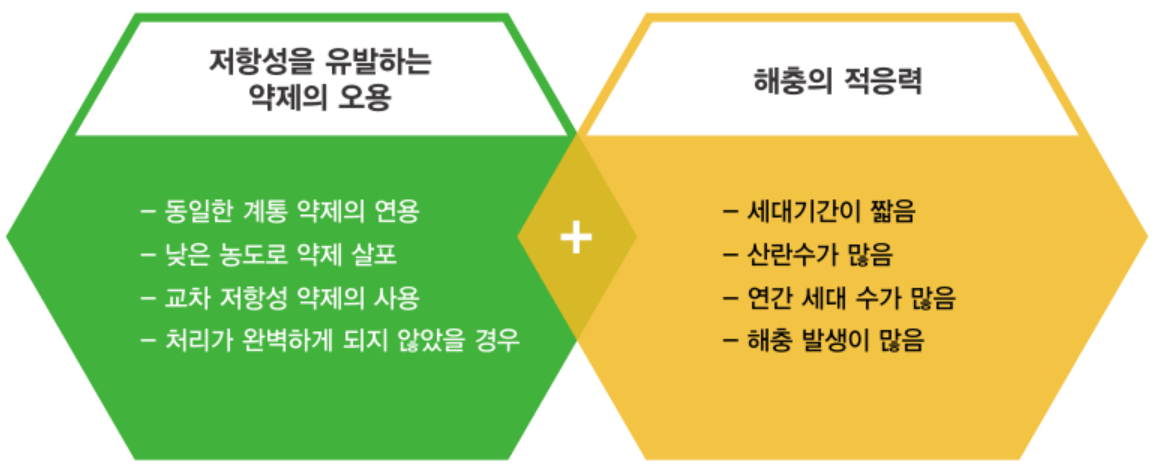 저항성을 유발하는
약제의 오용
– 동일한 계통 약제의 연용
– 낮은 농도로 약제 살포
– 교차 저항성 약제의 사용
– 처리가 완벽하게 되지 않았을 경우
+
해충의 적응력
– 세대기간이 짧음
– 산란수가 많음
– 연간 세대 수가 많음
– 해충 발생이 많음